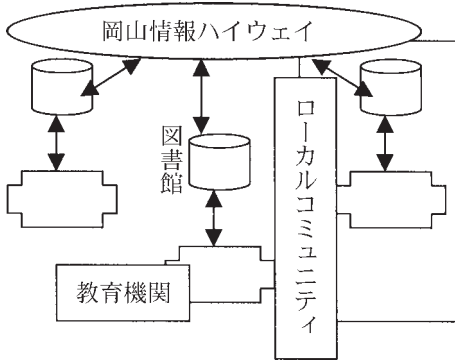 岡山情報ハイウェイ
図書館
ローカルコミュニティ
教育機関